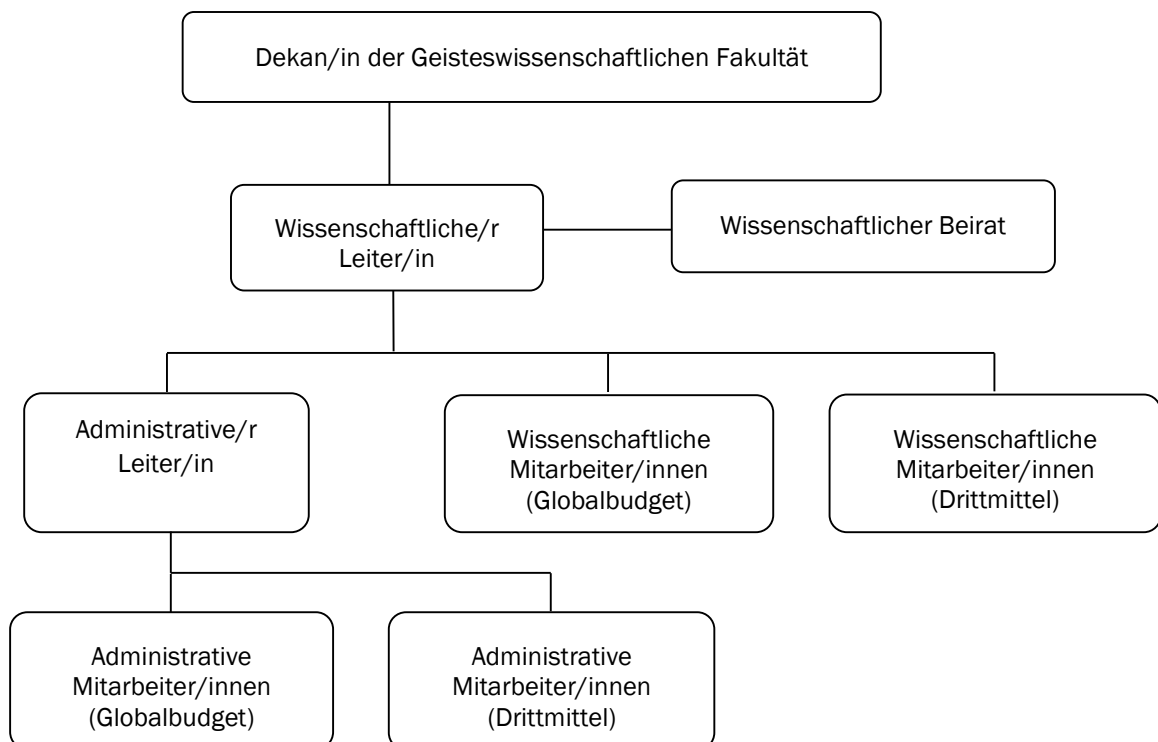 Dekan/in der Geisteswissenschaftlichen Fakultät
Wissenschaftliche/r
Leiter/in
Wissenschaftlicher Beirat
Administrative/r
Leiter/in
Wissenschaftliche
Mitarbeiter/innen
(Globalbudget)
Wissenschaftliche
Mitarbeiter/innen
(Drittmittel)
Administrative
Mitarbeiter/innen
(Globalbudget)
Administrative
Mitarbeiter/innen
(Drittmittel)